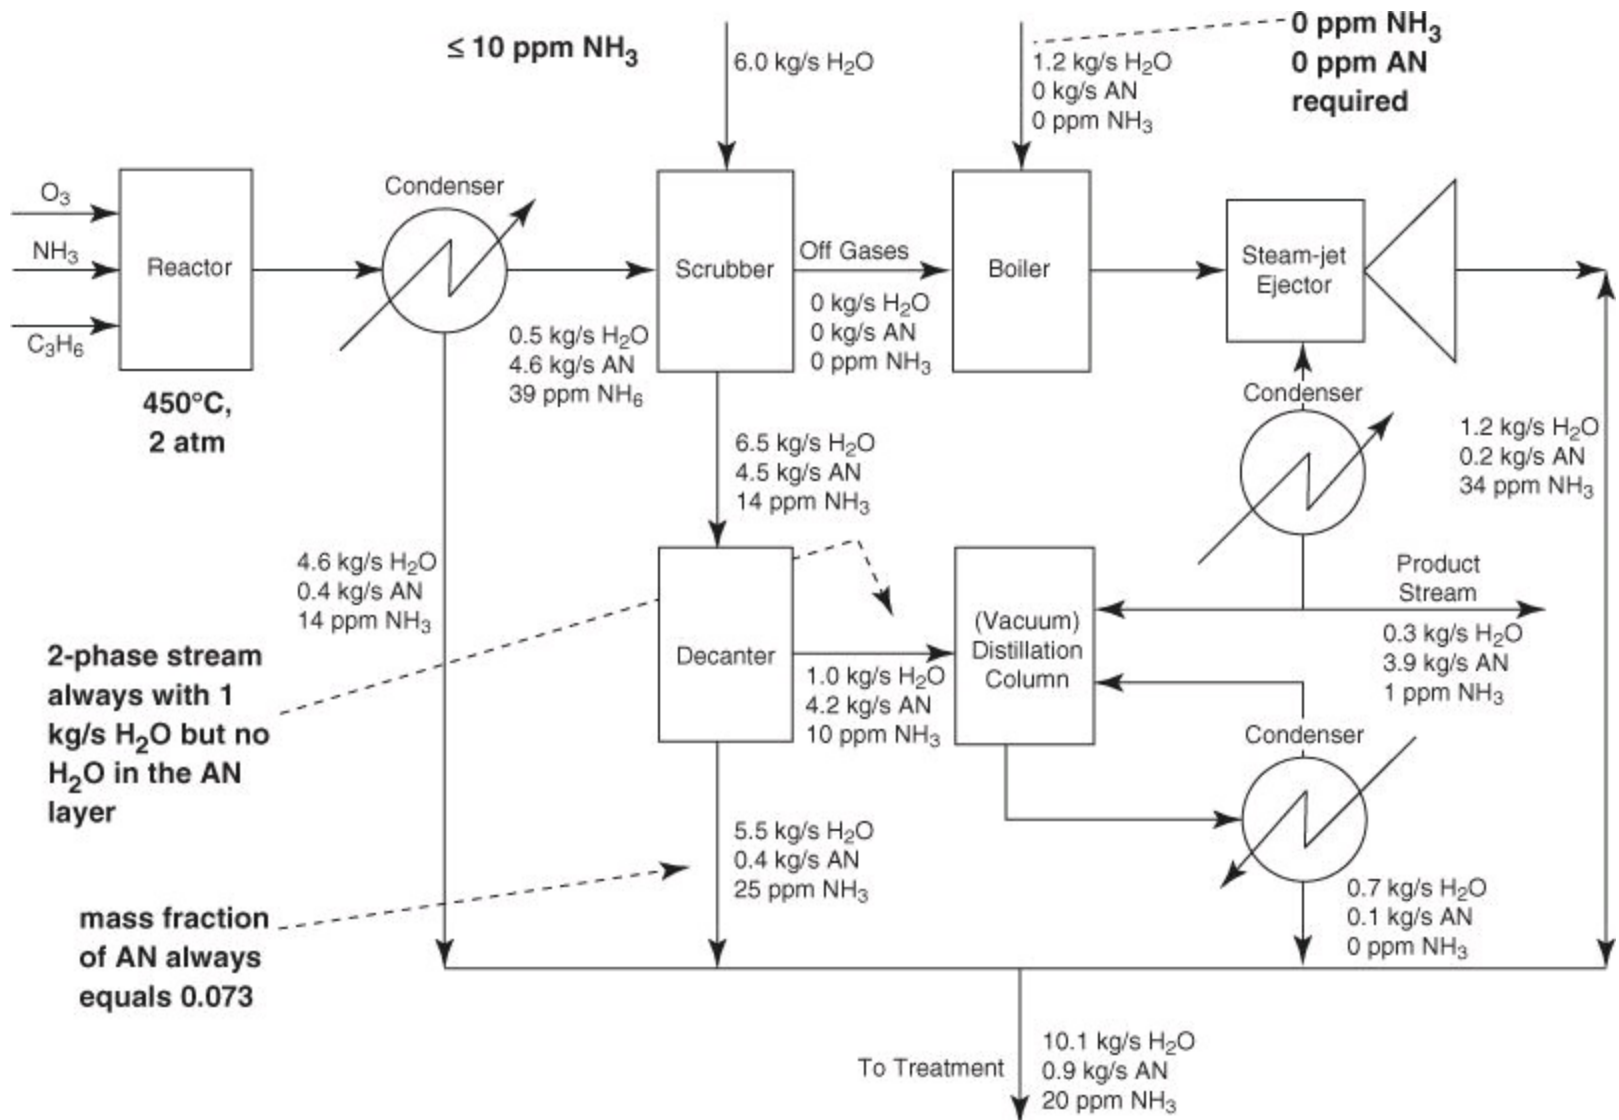 ≤ 10 ppm NH₃
6.0 kg/s H₂O
1.2 kg/s H₂O
0 kg/s AN
0 ppm NH₃
0 ppm NH₃
0 ppm AN
required
O₃
NH₃
C₃H₆
Reactor
450°C,
2 atm
Condenser
0.5 kg/s H₂O
4.6 kg/s AN
39 ppm NH₆
Scrubber
Off Gases
0 kg/s H₂O
0 kg/s AN
0 ppm NH₃
Boiler
Steam-jet
Ejector
Condenser
1.2 kg/s H₂O
0.2 kg/s AN
34 ppm NH₃
6.5 kg/s H₂O
4.5 kg/s AN
14 ppm NH₃
4.6 kg/s H₂O
0.4 kg/s AN
14 ppm NH₃
2-phase stream
always with 1
kg/s H₂O but no
H₂O in the AN
layer
Decanter
1.0 kg/s H₂O
4.2 kg/s AN
10 ppm NH₃
(Vacuum)
Distillation
Column
Product
Stream
0.3 kg/s H₂O
3.9 kg/s AN
1 ppm NH₃
Condenser
5.5 kg/s H₂O
0.4 kg/s AN
25 ppm NH₃
mass fraction
of AN always
equals 0.073
0.7 kg/s H₂O
0.1 kg/s AN
0 ppm NH₃
To Treatment
10.1 kg/s H₂O
0.9 kg/s AN
20 ppm NH₃